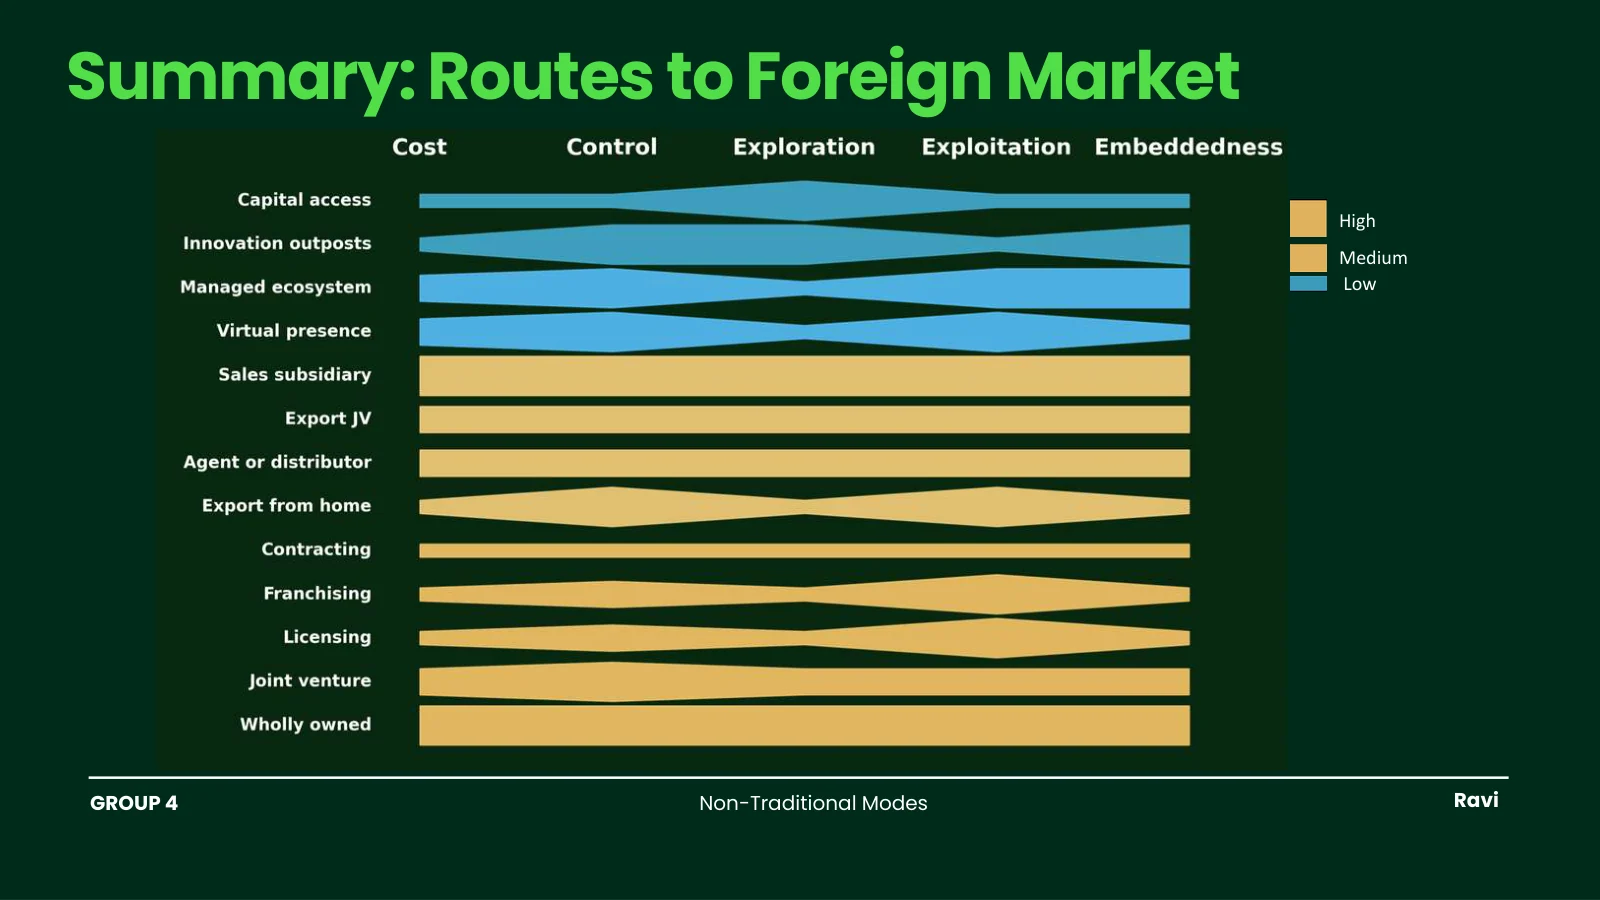 Summary: Routes to Foreign Market
Cost Control Exploration Exploitation Embeddedness
Capital access
Innovation outposts
Managed ecosystem
Virtual presence
Sales subsidiary
Export JV
Agent or distributor
Export from home
Contracting
Franchising
Licensing
Joint venture
Wholly owned
High
Medium
Low
GROUP 4
Non-Traditional Modes
Ravi